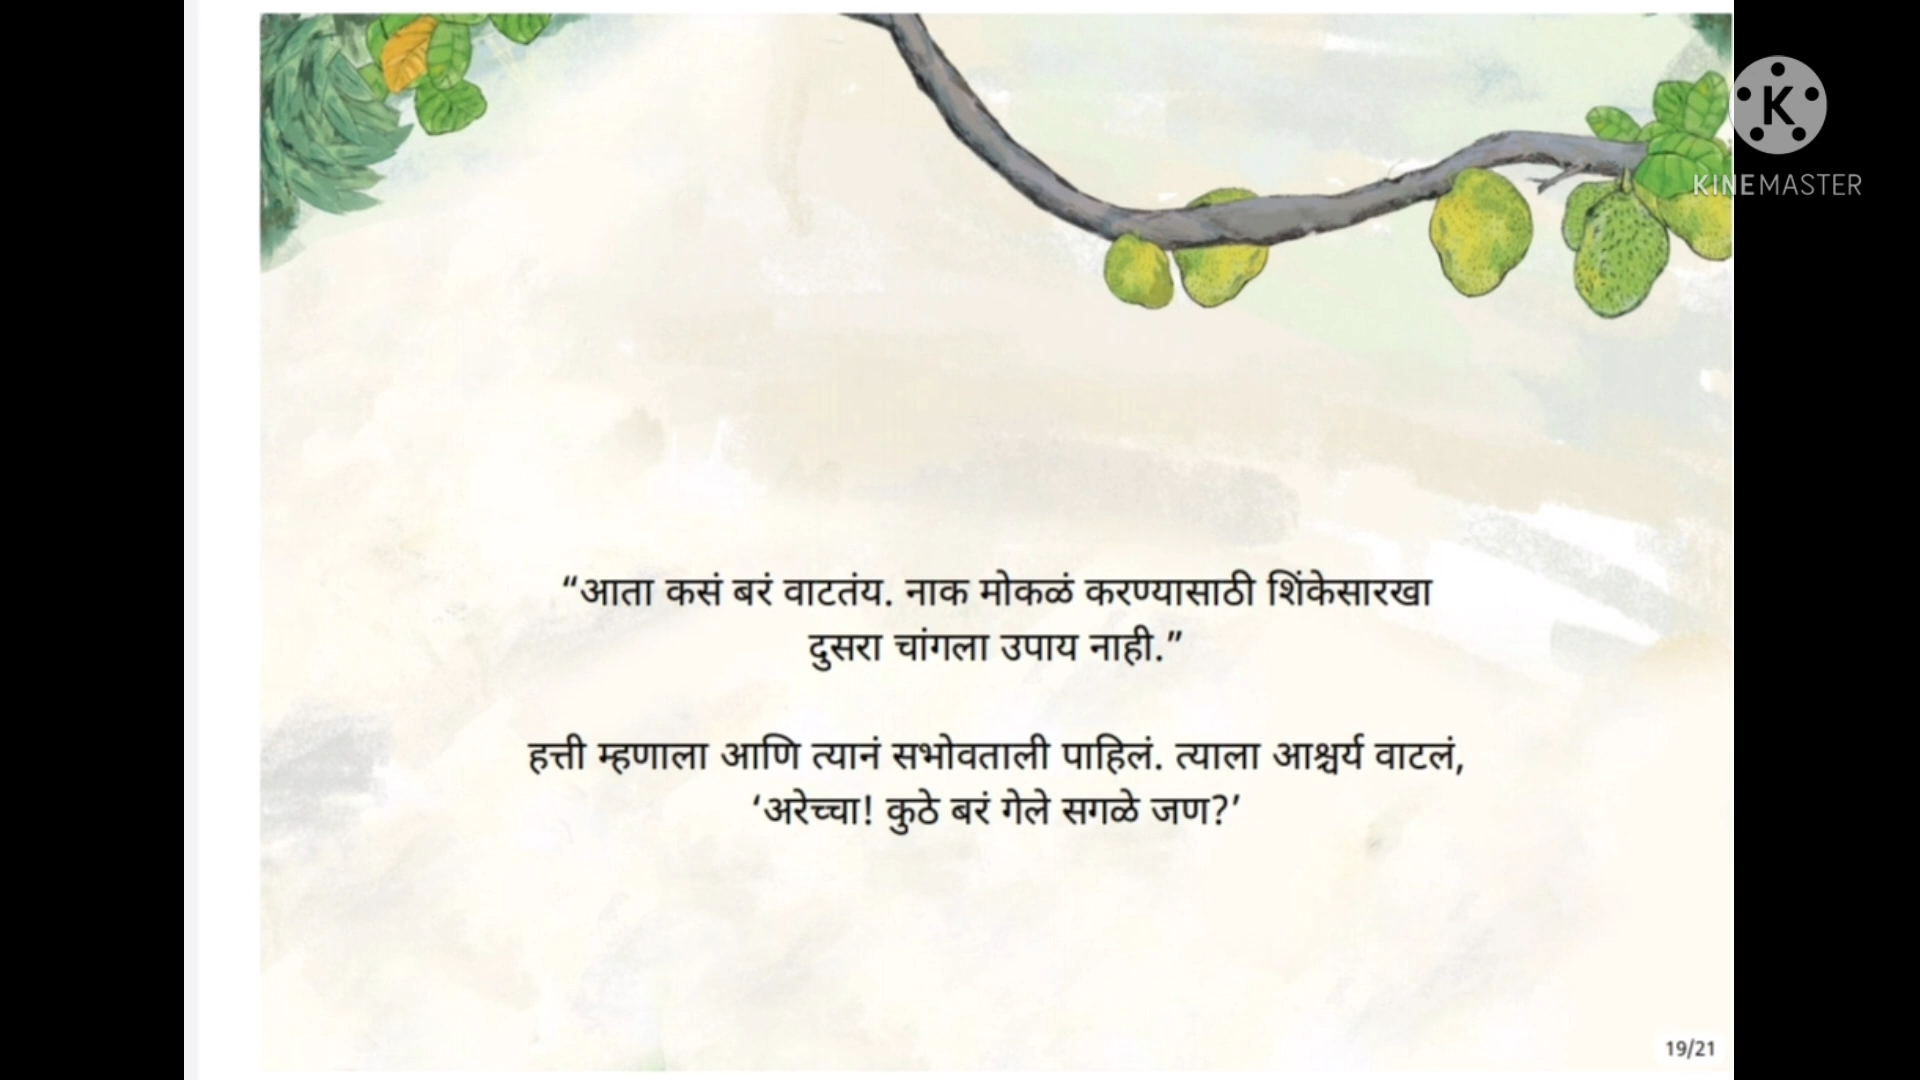 KINEMASTER
“आता कसं बरं वाटतंय. नाक मोकळं करण्यासाठी शिंकेसारखा
दुसरा चांगला उपाय नाही.”
हत्ती म्हणाला आणि त्यानं सभोवताली पाहिलं. त्याला आश्चर्य वाटलं,
‘अरेच्चा! कुठे बरं गेले सगळे जण?’
19/21